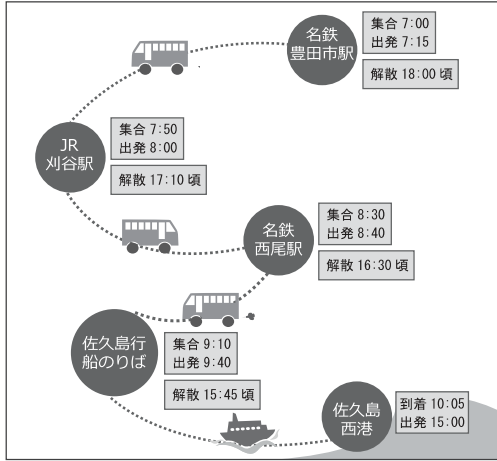 名鉄
豊田市駅
集合 7:00
出発 7:15
解散 18:00 頃
JR
刈谷駅
集合 7:50
出発 8:00
解散 17:10 頃
名鉄
西尾駅
集合 8:30
出発 8:40
解散 16:30 頃
佐久島行
船のりば
集合 9:10
出発 9:40
解散 15:45 頃
佐久島
西港
到着 10:05
出発 15:00